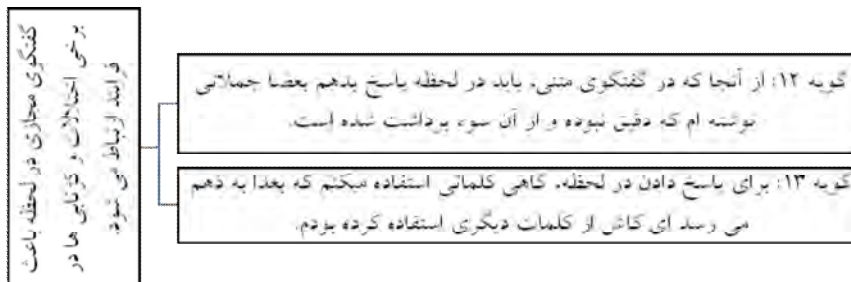 گفتگوی مجازی در لحظه باعث
برخی اختلالات و کژتابی ها در
فرایند ارتباط می شود.
گویه ۱۲: از آنجا که در گفتگوی متنی، باید در لحظه پاسخ بدهم بعضا جملاتی
نوشته ام که دقیق نبوده و از آن سوء برداشت شده است.
گویه ۱۳: برای پاسخ دادن در لحظه، گاهی کلماتی استفاده میکنم که بعدا به ذهم
می رسد ای کاش از کلمات دیگری استفاده کرده بودم.